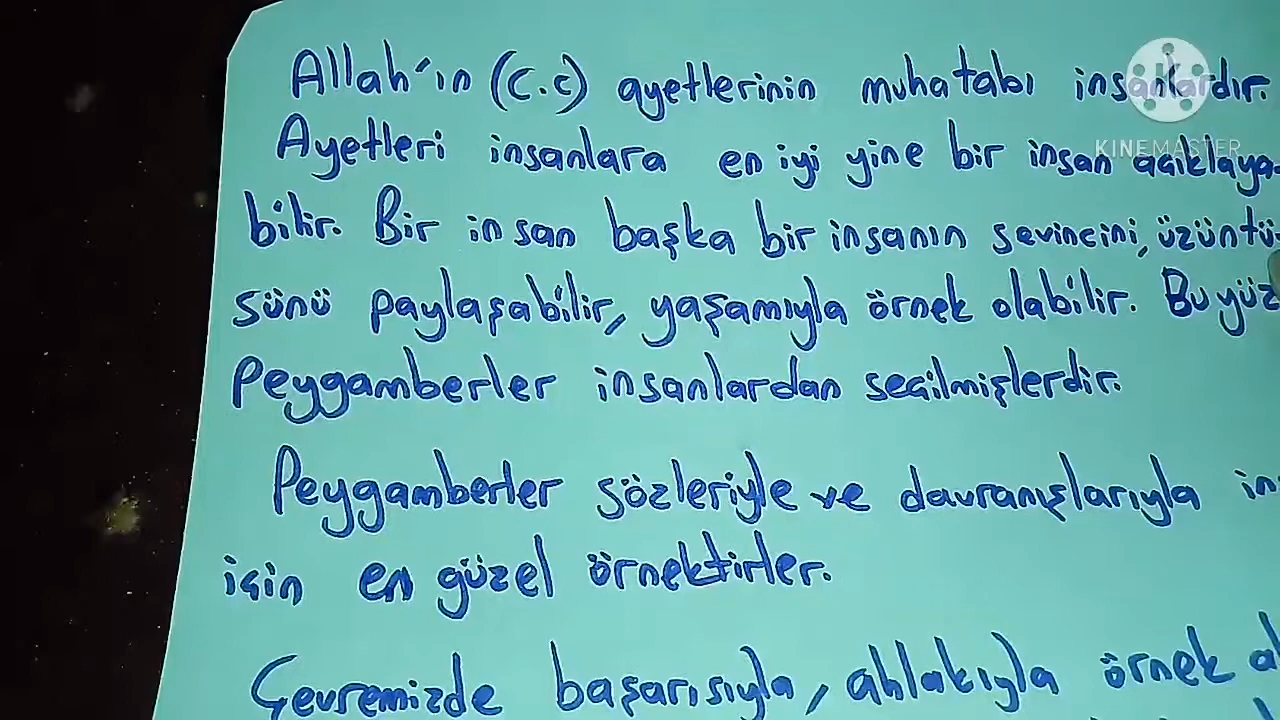 Allah'ın (C.C) ayetlerinin muhatabı insanlardır.
Ayetleri insanlara en iyi yine bir insan açıklaya-
bilir. Bir insan başka bir insanın sevincini, üzüntü-
sünü paylaşabilir, yaşamıyla örnek olabilir. Bu yüz
Peygamberler insanlardan seçilmişlerdir.
Peygamberler sözleriyle ve davranışlarıyla
için en güzel örnektirler.
Çevremizde başarısıyla, ahlakıyla örnek
KINEMASTER